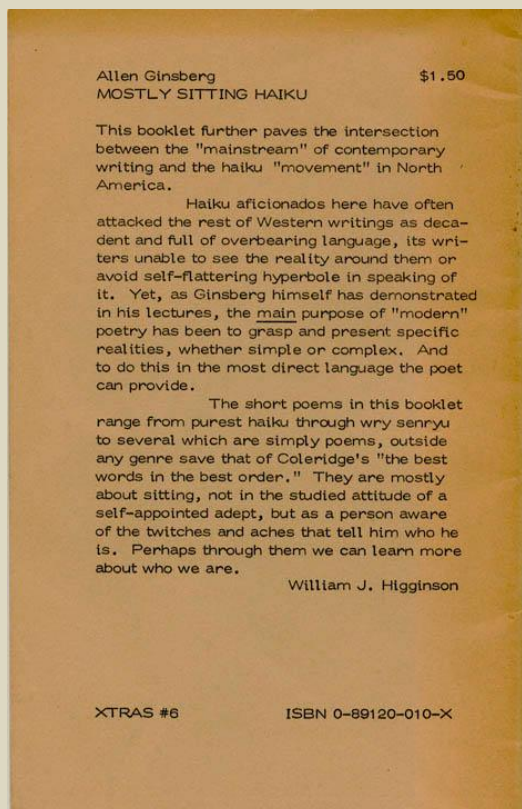 Allen Ginsberg $1.50
MOSTLY SITTING HAIKU
This booklet further paves the intersection
between the "mainstream" of contemporary
writing and the haiku "movement" in North
America.
Haiku aficionados here have often
attacked the rest of Western writings as deca-
dent and full of overbearing language, its wri-
ters unable to see the reality around them or
avoid self-flattering hyperbole in speaking of
it. Yet, as Ginsberg himself has demonstrated
in his lectures, the main purpose of "modern"
poetry has been to grasp and present specific
realities, whether simple or complex. And
to do this in the most direct language the poet
can provide.
The short poems in this booklet
range from purest haiku through wry senryu
to several which are simply poems, outside
any genre save that of Coleridge's "the best
words in the best order." They are mostly
about sitting, not in the studied attitude of a
self-appointed adept, but as a person aware
of the twitches and aches that tell him who he
is. Perhaps through them we can learn more
about who we are.
William J. Higginson
XTRAS #6 ISBN 0-89120-010-X